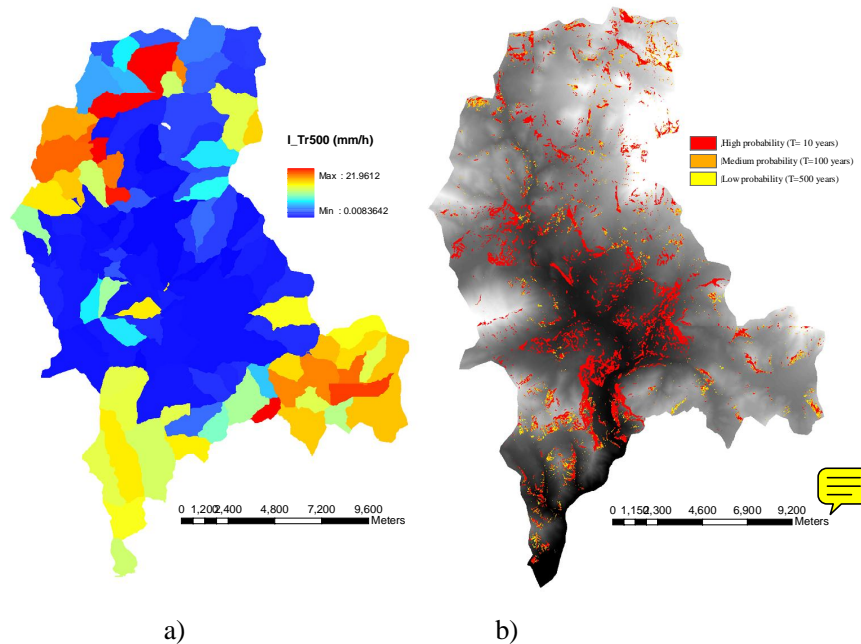 I_Tr500 (mm/h)
Max : 21.9612
Min : 0.0083642
0 1,200 2,400 4,800 7,200 9,600
Meters
High probability (T= 10 years)
Medium probability (T=100 years)
Low probability (T=500 years)
0 1,150 2,300 4,600 6,900 9,200
Meters
a)
b)